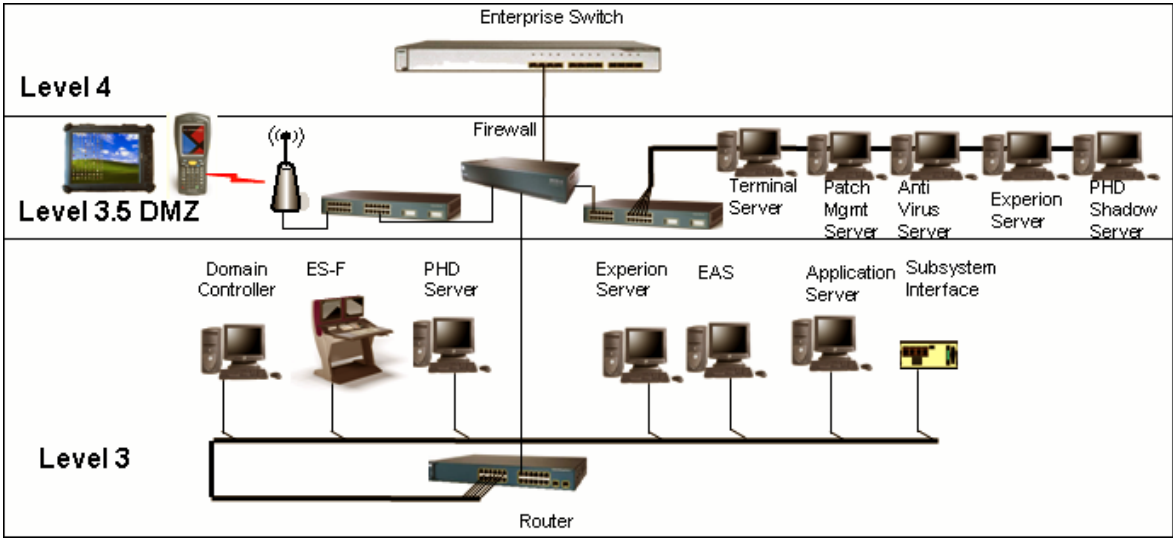 Enterprise Switch
Level 4
Firewall
Level 3.5 DMZ
Terminal
Server
Patch
Mgmt
Server
Anti
Virus
Server
Experion
Server
PHD
Shadow
Server
Domain
Controller
ES-F
PHD
Server
Experion
Server
EAS
Application
Server
Subsystem
Interface
Level 3
Router